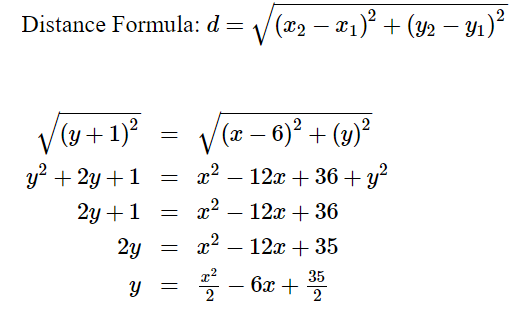 Distance Formula: d = √((x₂ − x₁)² + (y₂ − y₁)²)
√((y + 1)²) = √((x − 6)² + (y)²)
y² + 2y + 1 = x² − 12x + 36 + y²
2y + 1 = x² − 12x + 36
2y = x² − 12x + 35
y = x²/2 − 6x + 35/2